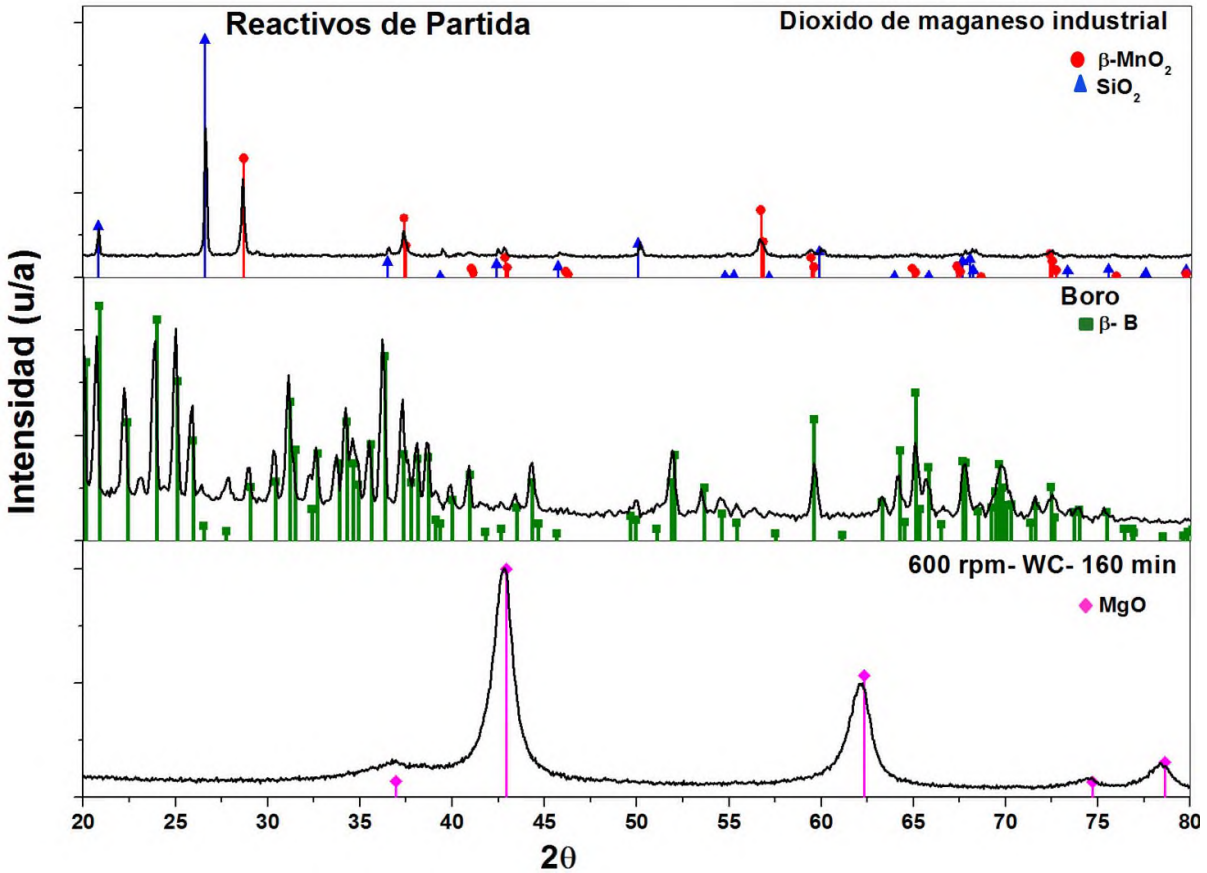 Reactivos de Partida
Dioxido de maganeso industrial
β-MnO₂
SiO₂
Boro
β- B
600 rpm- WC- 160 min
MgO
Intensidad (u/a)
20 25 30 35 40 45 50 55 60 65 70 75 80
2θ